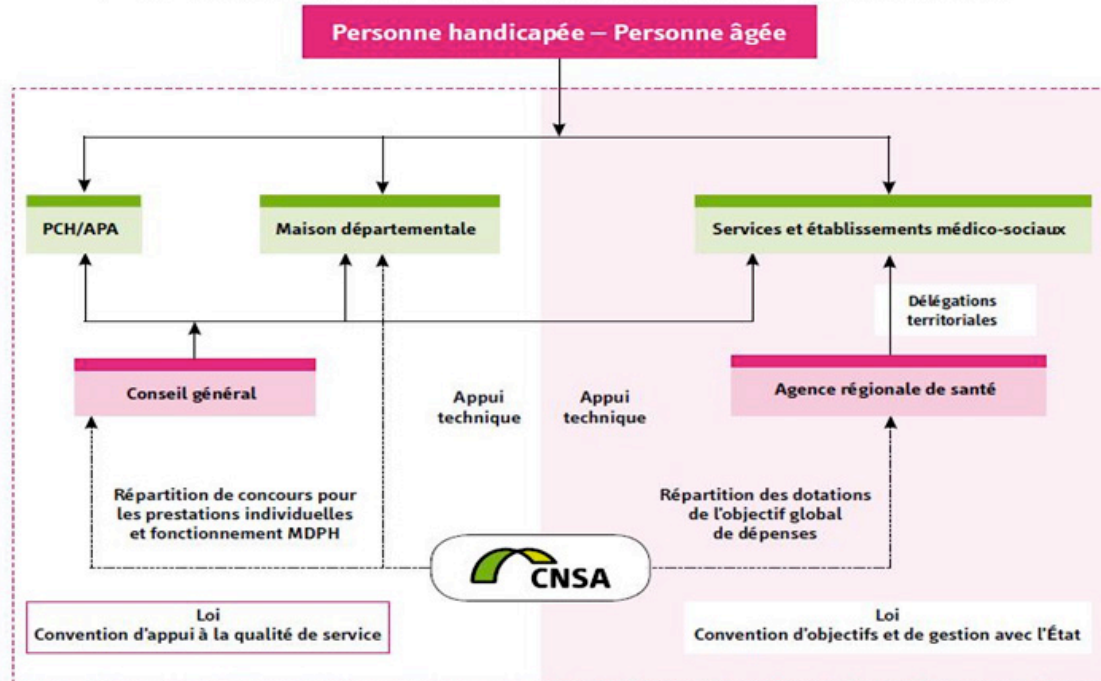 Personne handicapée – Personne âgée
PCH/APA
Maison départementale
Services et établissements médico-sociaux
Délégations
territoriales
Conseil général
Agence régionale de santé
Appui
technique
Appui
technique
Répartition de concours pour
les prestations individuelles
et fonctionnement MDPH
Répartition des dotations
de l'objectif global
de dépenses
CNSA
Loi
Convention d'appui à la qualité de service
Loi
Convention d'objectifs et de gestion avec l'État